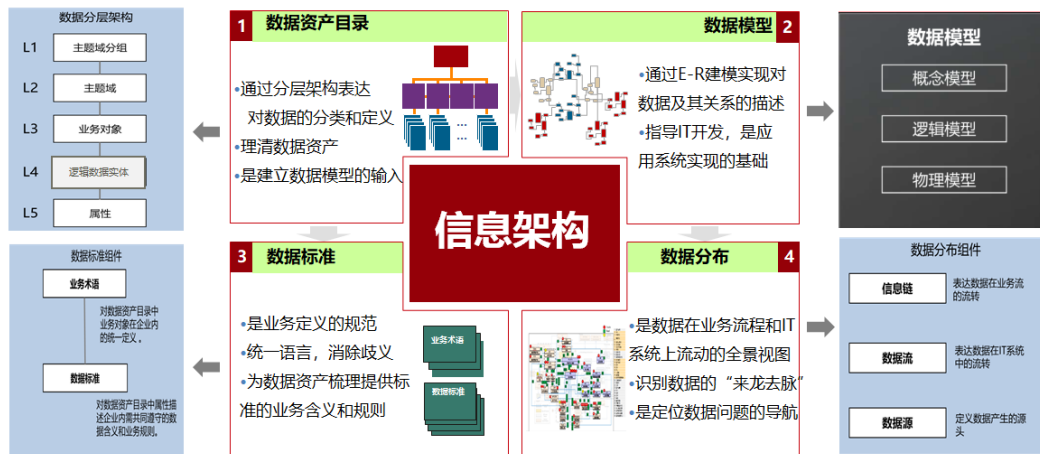 数据分层架构
L1 主题域分组
L2 主题域
L3 业务对象
L4 逻辑数据实体
L5 属性
1 数据资产目录
•通过分层架构表达
对数据的分类和定义
•理清数据资产
•是建立数据模型的输入
数据模型 2
•通过E-R建模实现对
数据及其关系的描述
•指导IT开发，是应
用系统实现的基础
数据模型
概念模型
逻辑模型
物理模型
信息架构
数据标准组件
业务术语
对数据资产目录中
业务对象在企业内
的统一定义 。
数据标准
对数据资产目录中属性描
述企业内需共同遵守的数
据含义和业务规则。
3 数据标准
•是业务定义的规范
•统一语言，消除歧义
•为数据资产梳理提供标
准的业务含义和规则
业务术语
数据标准
数据分布 4
•是数据在业务流程和IT
系统上流动的全景视图
•识别数据的“来龙去脉”
•是定位数据问题的导航
数据分布组件
信息链
表达数据在业务流
的流转
数据流
表达数据在IT系统
中的流转
数据源
定义数据产生的源
头